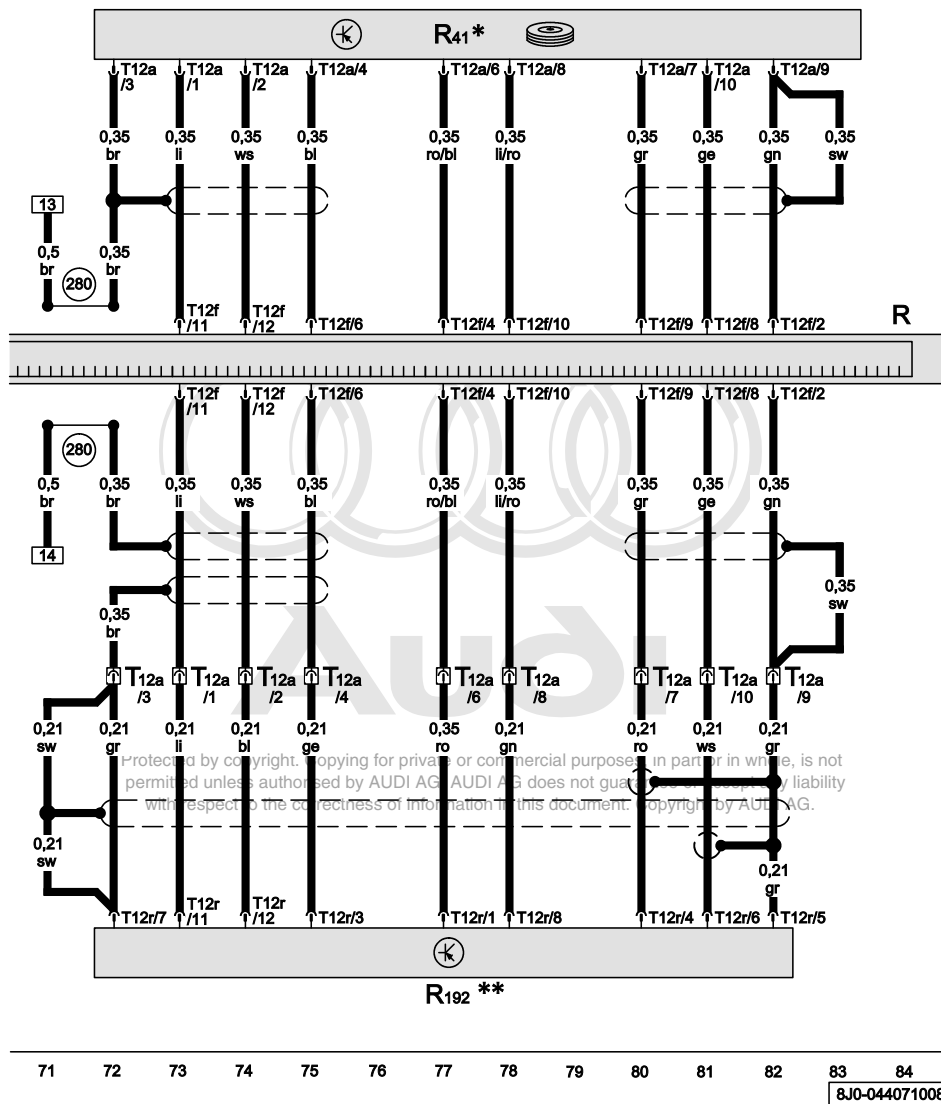 R41*
T12a/3 T12a/1 T12a/2 T12a/4 T12a/6 T12a/8 T12a/7 T12a/10 T12a/9
0,35 br 0,35 li 0,35 ws 0,35 bl 0,35 ro/bl 0,35 li/ro 0,35 gr 0,35 ge 0,35 gn 0,35 sw
13
0,5 br 0,35 br
280
T12f/11 T12f/12 T12f/6 T12f/4 T12f/10 T12f/9 T12f/8 T12f/2
R
T12f/11 T12f/12 T12f/6 T12f/4 T12f/10 T12f/9 T12f/8 T12f/2
280
0,5 br 0,35 br 0,35 li 0,35 ws 0,35 bl 0,35 ro/bl 0,35 li/ro 0,35 gr 0,35 ge 0,35 gn
14
0,35 sw
0,35 br
Audi
T12a/3 T12a/1 T12a/2 T12a/4 T12a/6 T12a/8 T12a/7 T12a/10 T12a/9
0,21 sw 0,21 gr 0,21 li 0,21 bl 0,21 ge 0,35 ro 0,21 gn 0,21 ro 0,21 ws 0,21 gr
Protected by copyright. Copying for private or commercial purposes, in part or in whole, is not
permitted unless authorised by AUDI AG. AUDI AG does not guarantee or accept any liability
with respect to the correctness of information in this document. Copyright by AUDI AG.
0,21 sw
0,21 gr
T12r/7 T12r/11 T12r/12 T12r/3 T12r/1 T12r/8 T12r/4 T12r/6 T12r/5
R192 **
71 72 73 74 75 76 77 78 79 80 81 82 83 84
8J0-044071008